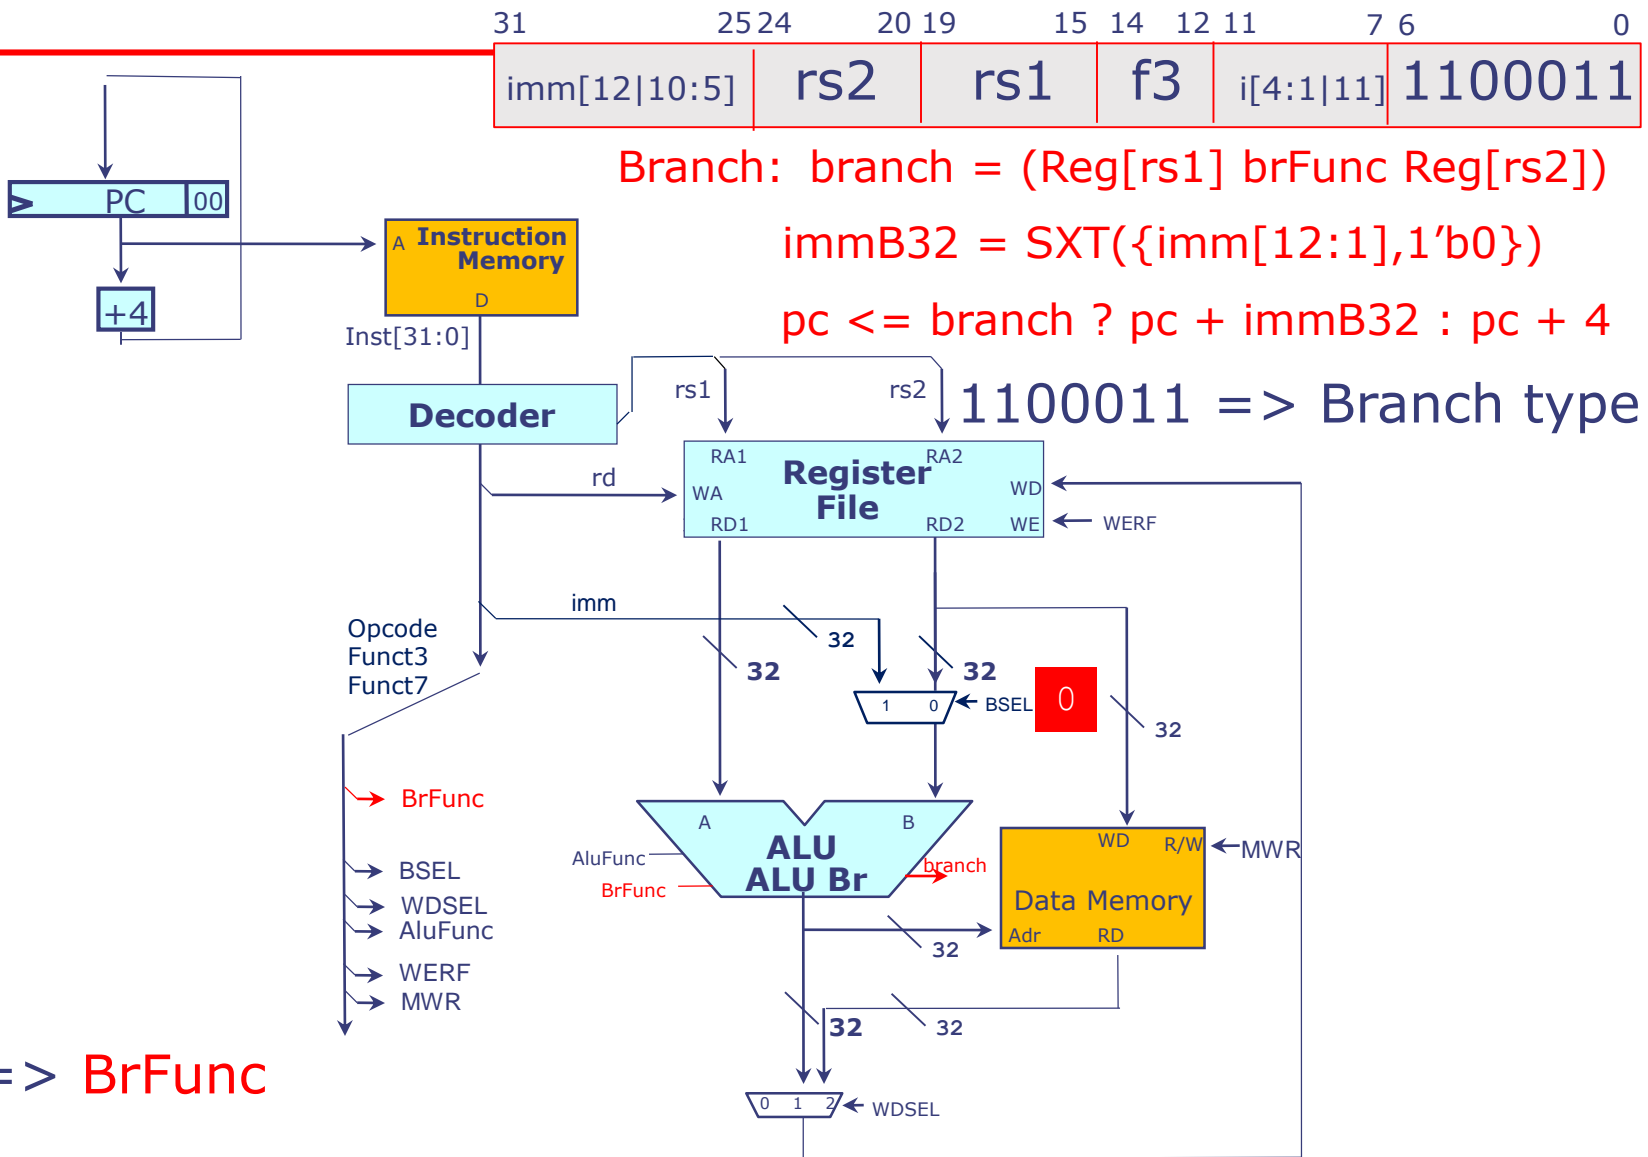 31 25 24 20 19 15 14 12 11 7 6 0
imm[12|10:5] rs2 rs1 f3 i[4:1|11] 1100011
Branch: branch = (Reg[rs1] brFunc Reg[rs2])
PC 00
A Instruction
Memory
D
immB32 = SXT({imm[12:1],1’b0})
+4
pc <= branch ? pc + immB32 : pc + 4
Inst[31:0]
Decoder
rs1
rs2
1100011 => Branch type
RA1 RA2
Register
File
WA
WD
rd
RD1 RD2 WE
WERF
imm
32
32
32
Opcode
Funct3
Funct7
1 0
BSEL
0
32
BrFunc
BSEL
WDSEL
AluFunc
WERF
MWR
A B
ALU
ALU Br
AluFunc
BrFunc
branch
WD R/W
MWR
Data Memory
Adr RD
32
32
32
=> BrFunc
0 1 2
WDSEL